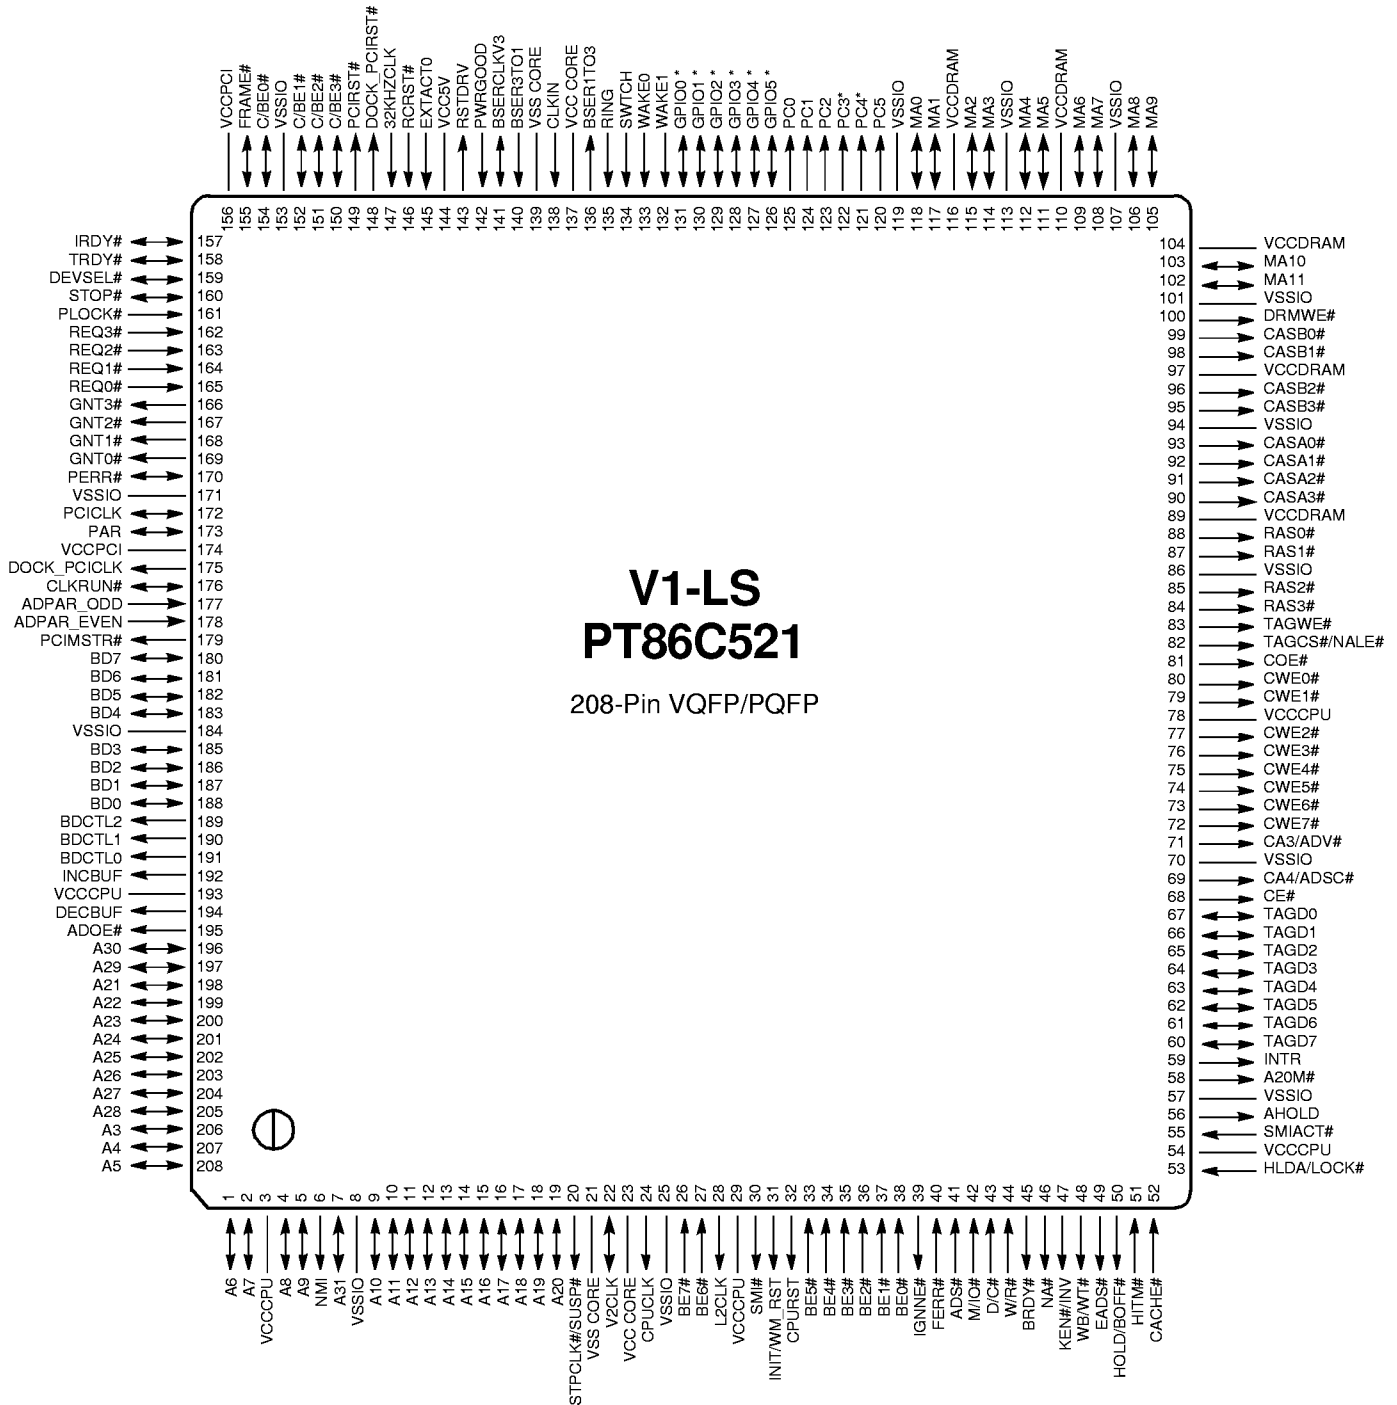 VCCPCI
FRAME#
C/BE0#
VSSIO
C/BE1#
C/BE2#
C/BE3#
PCIRST#
DOCK_PCIRST#
32KHZCLK
RCRST#
EXTACT0
VCC5V
RSTDRV
PWRGOOD
BSERCLKV3
BSER3TO1
VSS CORE
CLKIN
VCC CORE
BSER1TO3
RING
SWTCH
WAKE0
WAKE1
GPIO0 *
GPIO1 *
GPIO2 *
GPIO3 *
GPIO4 *
GPIO5 *
PC0
PC1
PC2
PC3*
PC4*
PC5
VSSIO
MA0
MA1
VCCDRAM
MA2
MA3
VSSIO
MA4
MA5
VCCDRAM
MA6
MA7
VSSIO
MA8
MA9
156
155
154
153
152
151
150
149
148
147
146
145
144
143
142
141
140
139
138
137
136
135
134
133
132
131
130
129
128
127
126
125
124
123
122
121
120
119
118
117
116
115
114
113
112
111
110
109
108
107
106
105
IRDY# 157
TRDY# 158
DEVSEL# 159
STOP# 160
PLOCK# 161
REQ3# 162
REQ2# 163
REQ1# 164
REQ0# 165
GNT3# 166
GNT2# 167
GNT1# 168
GNT0# 169
PERR# 170
VSSIO 171
PCICLK 172
PAR 173
VCCPCI 174
DOCK_PCICLK 175
CLKRUN# 176
ADPAR_ODD 177
ADPAR_EVEN 178
PCIMSTR# 179
BD7 180
BD6 181
BD5 182
BD4 183
VSSIO 184
BD3 185
BD2 186
BD1 187
BD0 188
BDCTL2 189
BDCTL1 190
BDCTL0 191
INCBUF 192
VCCCPU 193
DECBUF 194
ADOE# 195
A30 196
A29 197
A21 198
A22 199
A23 200
A24 201
A25 202
A26 203
A27 204
A28 205
A3 206
A4 207
A5 208
V1-LS
PT86C521
208-Pin VQFP/PQFP
104 VCCDRAM
103 MA10
102 MA11
101 VSSIO
100 DRMWE#
99 CASB0#
98 CASB1#
97 VCCDRAM
96 CASB2#
95 CASB3#
94 VSSIO
93 CASA0#
92 CASA1#
91 CASA2#
90 CASA3#
89 VCCDRAM
88 RAS0#
87 RAS1#
86 VSSIO
85 RAS2#
84 RAS3#
83 TAGWE#
82 TAGCS#/NALE#
81 COE#
80 CWE0#
79 CWE1#
78 VCCCPU
77 CWE2#
76 CWE3#
75 CWE4#
74 CWE5#
73 CWE6#
72 CWE7#
71 CA3/ADV#
70 VSSIO
69 CA4/ADSC#
68 CE#
67 TAGD0
66 TAGD1
65 TAGD2
64 TAGD3
63 TAGD4
62 TAGD5
61 TAGD6
60 TAGD7
59 INTR
58 A20M#
57 VSSIO
56 AHOLD
55 SMIACT#
54 VCCCPU
53 HLDA/LOCK#
1
2
3
4
5
6
7
8
9
10
11
12
13
14
15
16
17
18
19
20
21
22
23
24
25
26
27
28
29
30
31
32
33
34
35
36
37
38
39
40
41
42
43
44
45
46
47
48
49
50
51
52
A6
A7
VCCCPU
A8
A9
NMI
A31
VSSIO
A10
A11
A12
A13
A14
A15
A16
A17
A18
A19
A20
STPCLK#/SUSP#
VSS CORE
V2CLK
VCC CORE
CPUCLK
VSSIO
BE7#
BE6#
L2CLK
VCCCPU
SMI#
INIT/WM_RST
CPURST
BE5#
BE4#
BE3#
BE2#
BE1#
BE0#
IGNNE#
FERR#
ADS#
M/IO#
D/C#
W/R#
BRDY#
NA#
KEN#/INV
WB/WT#
EADS#
HOLD/BOFF#
HITM#
CACHE#